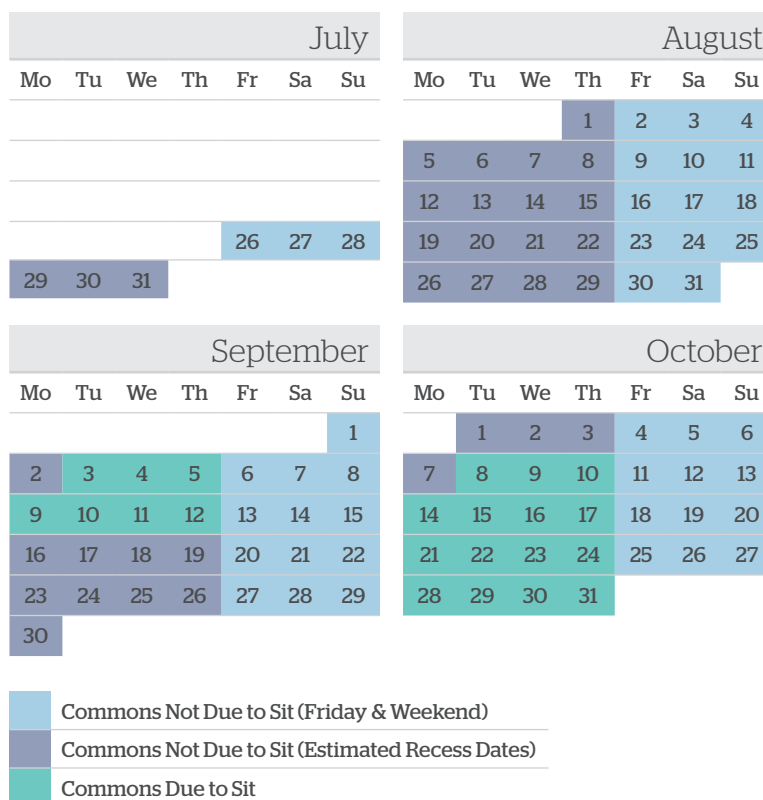 July
Mo Tu We Th Fr Sa Su
26 27 28
29 30 31
August
Mo Tu We Th Fr Sa Su
1 2 3 4
5 6 7 8 9 10 11
12 13 14 15 16 17 18
19 20 21 22 23 24 25
26 27 28 29 30 31
September
Mo Tu We Th Fr Sa Su
1
2 3 4 5 6 7 8
9 10 11 12 13 14 15
16 17 18 19 20 21 22
23 24 25 26 27 28 29
30
October
Mo Tu We Th Fr Sa Su
1 2 3 4 5 6
7 8 9 10 11 12 13
14 15 16 17 18 19 20
21 22 23 24 25 26 27
28 29 30 31
Commons Not Due to Sit (Friday & Weekend)
Commons Not Due to Sit (Estimated Recess Dates)
Commons Due to Sit